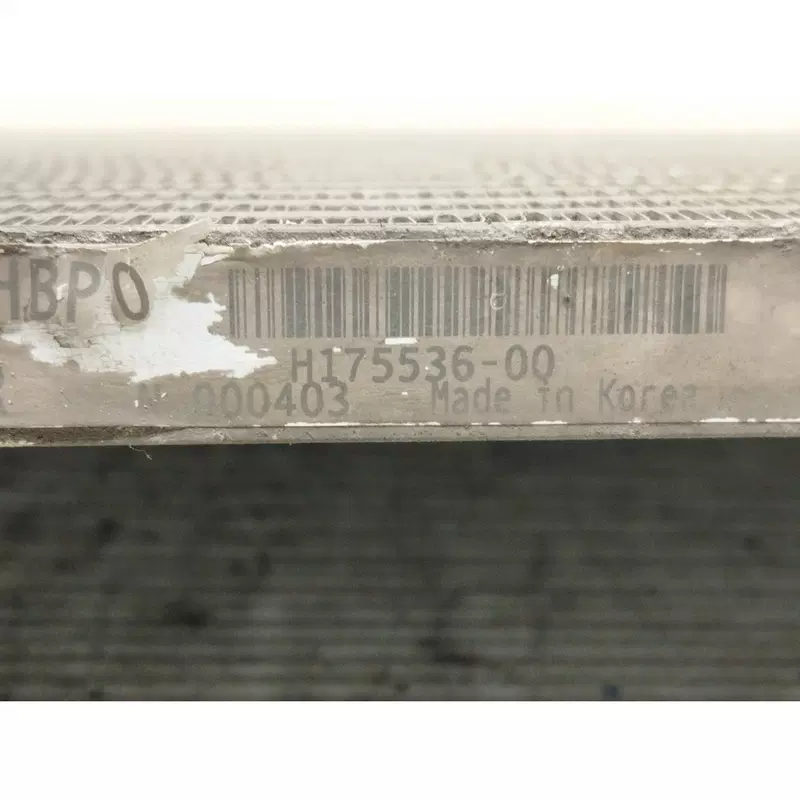 HBPO
H175536-00
N 000403 Made in Korea